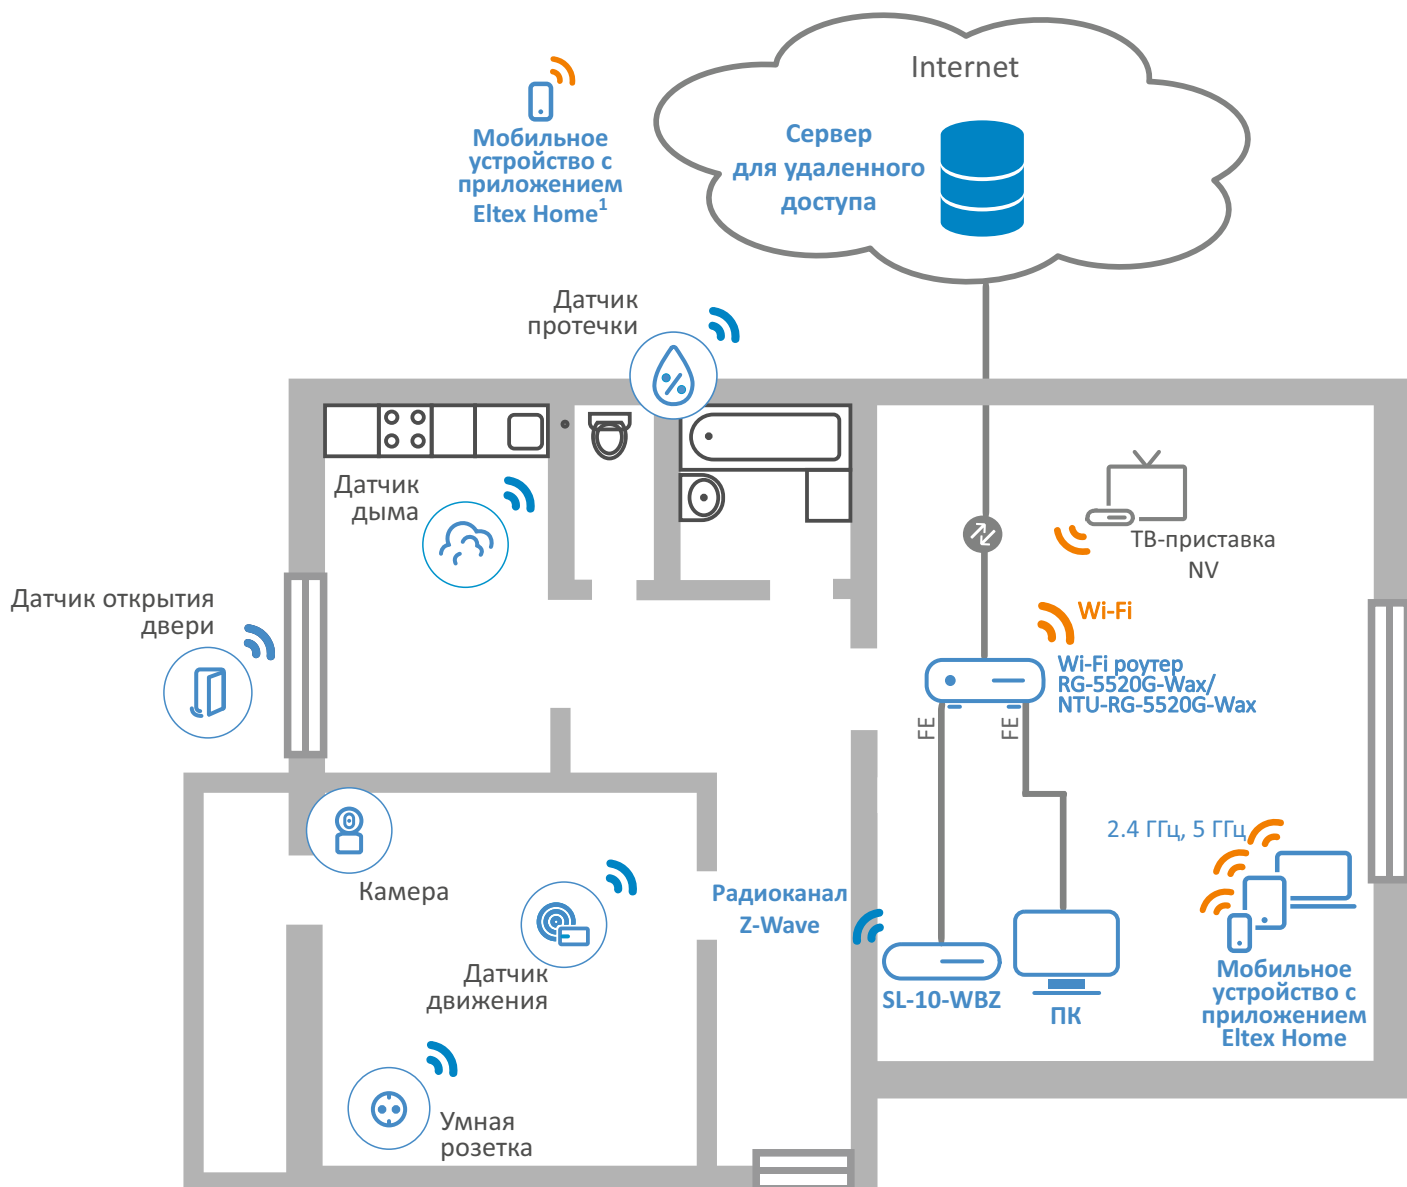 Internet
Мобильное
устройство с
приложением
Eltex Home¹
Сервер
для удаленного
доступа
Датчик
протечки
Датчик
дыма
ТВ-приставка
NV
Датчик открытия
двери
Wi-Fi
Wi-Fi роутер
RG-5520G-Wax/
NTU-RG-5520G-Wax
FE
FE
2.4 ГГц, 5 ГГц
Камера
Радиоканал
Z-Wave
Датчик
движения
SL-10-WBZ
ПК
Мобильное
устройство с
приложением
Eltex Home
Умная
розетка